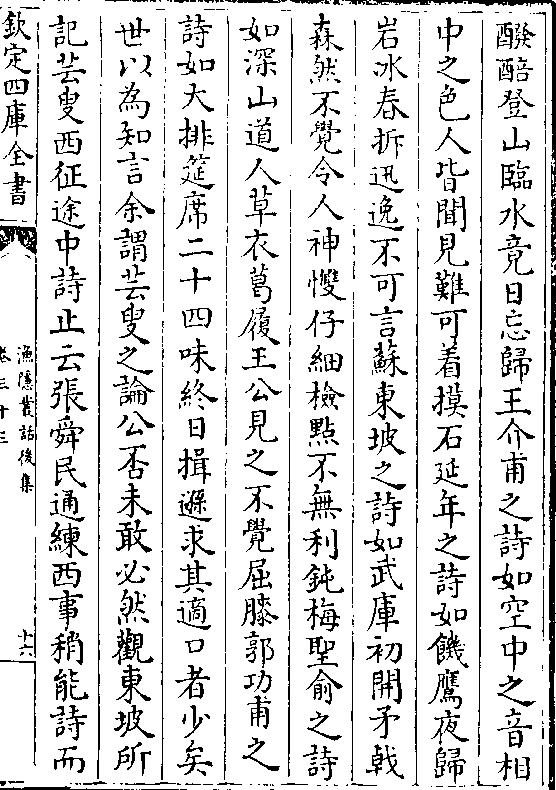 醱醅登山臨水竟日忘歸王介甫之詩如空中之音相
中之色人皆聞見難可着摸石延年之詩如饑鷹夜歸
岩冰春拆迅逸不可言蘇東坡之詩如武庫初開矛戟
森然不覺令人神㦬仔細檢點不無利鈍梅聖俞之詩
如深山道人草衣葛履王公見之不覺屈膝郭功甫之
詩如大排筵席二十四味終日揖遜求其適口者少矣
世以為知言余謂芸叟之論公否未敢必然觀東坡所
記芸叟西征途中詩止云張舜民通練西事稍能詩而
欽定四庫全書
漁隱叢話後集
卷三十三
十六